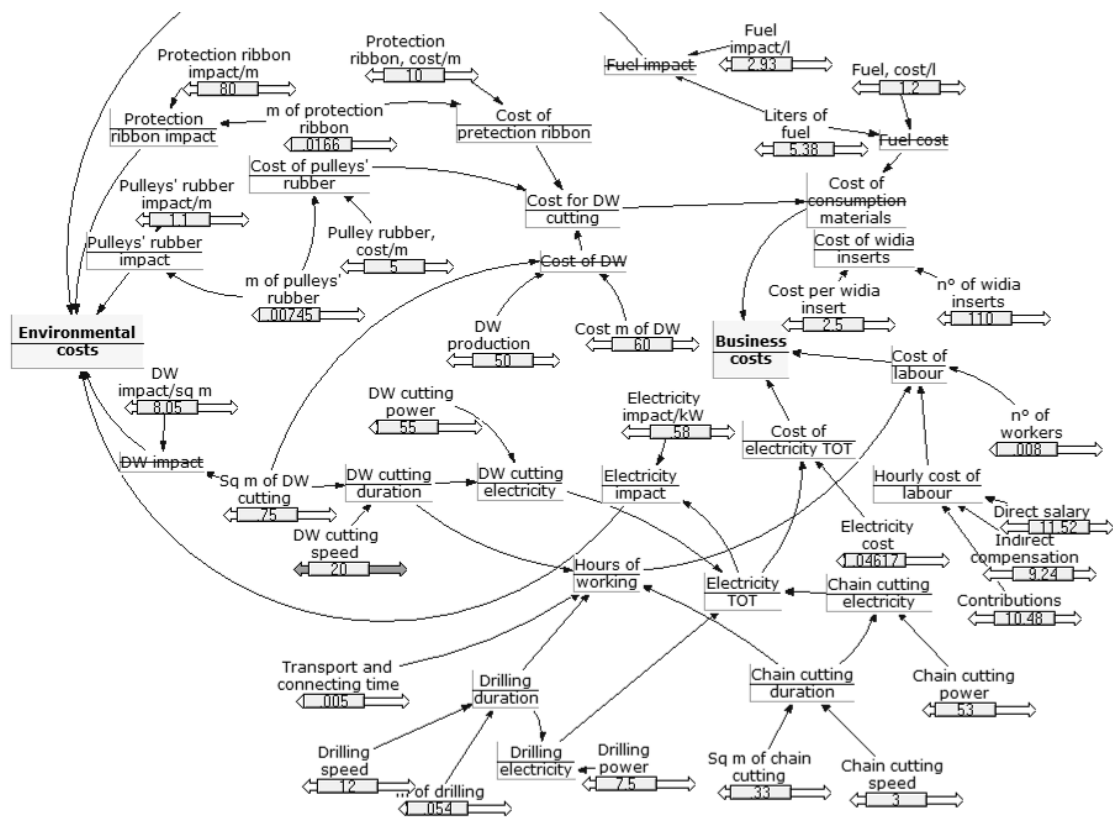 Protection ribbon
impact/m
80
Protection
ribbon impact
Protection
ribbon, cost/m
10
m of protection
ribbon
.0166
Cost of
pretection ribbon
Fuel
impact/l
2.93
Fuel impact
Fuel, cost/l
1.2
Liters of
fuel
5.38
Fuel cost
Cost of pulleys'
rubber
Pulleys' rubber
impact/m
1.1
Pulleys' rubber
impact
Pulley rubber,
cost/m
5
m of pulleys'
rubber
.00745
Cost for DW
cutting
Cost of DW
Cost of
consumption
materials
Cost of widia
inserts
Cost per widia
insert
2.5
nº of widia
inserts
110
Environmental
costs
DW
production
50
Cost m of DW
60
Business
costs
Cost of
labour
DW
impact/sq m
8.05
DW impact
DW cutting
power
55
Electricity
impact/kW
.58
Cost of
electricity TOT
nº of
workers
.008
Sq m of DW
cutting
.75
DW cutting
duration
DW cutting
electricity
Electricity
impact
Hourly cost of
labour
Direct salary
11.52
DW cutting
speed
20
Electricity
cost
.04617
Indirect
compensation
9.24
Contributions
10.48
Hours of
working
Electricity
TOT
Chain cutting
electricity
Transport and
connecting time
.005
Drilling
duration
Chain cutting
duration
Chain cutting
power
53
Drilling
speed
12
of drilling
.054
Drilling
electricity
Drilling
power
7.5
Sq m of chain
cutting
.33
Chain cutting
speed
3